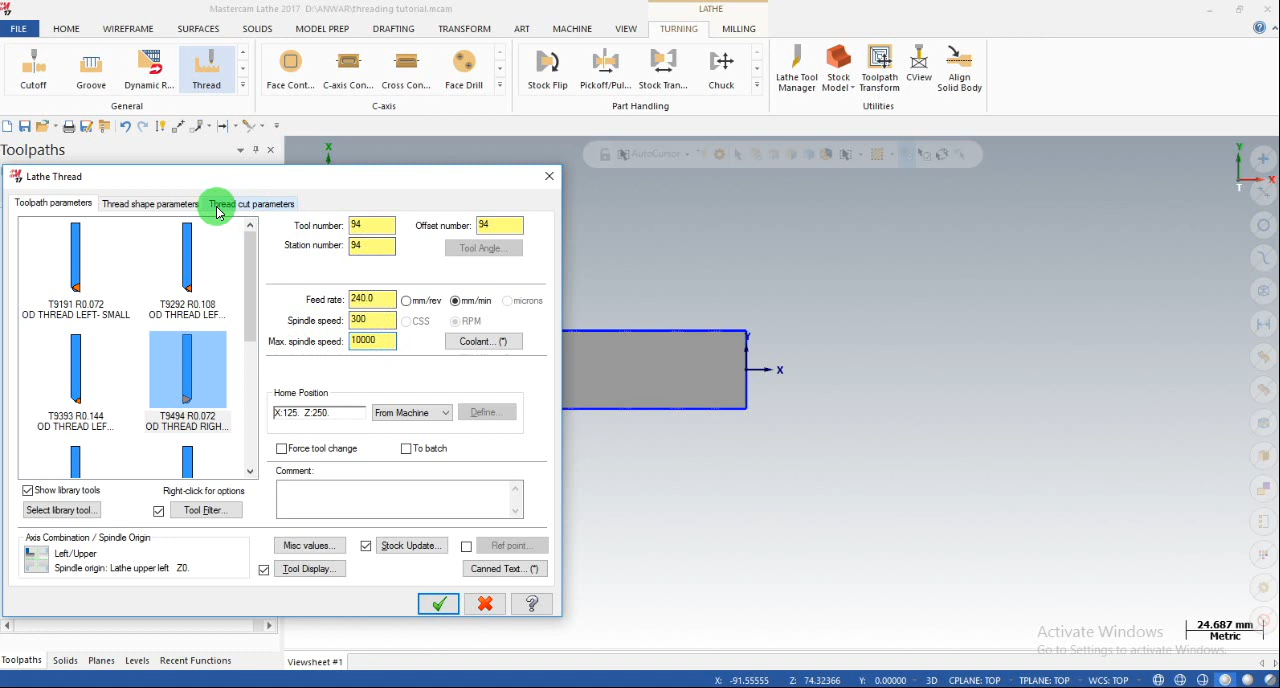 Mastercam Lathe 2017 D:\ANWAR\threading tutorial.mcam
LATHE
FILE HOME WIREFRAME SURFACES SOLIDS MODEL PREP DRAFTING TRANSFORM ART MACHINE VIEW TURNING MILLING
Cutoff Groove Dynamic R... Thread Face Cont... C-axis Con... Cross Con... Face Drill Stock Flip Pickoff/Pul... Stock Tran... Chuck Lathe Tool Manager Stock Model Toolpath Transform CView Align Solid Body
General C-axis Part Handling Utilities
Toolpaths
AutoCursor
Lathe Thread
Toolpath parameters Thread shape parameters Thread cut parameters
T9191 R0.072
OD THREAD LEFT- SMALL
T9292 R0.108
OD THREAD LEF...
T9393 R0.144
OD THREAD LEF...
T9494 R0.072
OD THREAD RIGH...
Tool number: 94 Offset number: 94
Station number: 94 Tool Angle...
Feed rate: 240.0 mm/rev mm/min microns
Spindle speed: 300 CSS RPM
Max. spindle speed: 10000 Coolant... (*)
Home Position
X:125. Z:250. From Machine Define...
Force tool change To batch
Comment:
Show library tools Right-click for options
Select library tool... Tool Filter...
Axis Combination / Spindle Origin
Left/Upper
Spindle origin: Lathe upper left Z0.
Misc values... Stock Update... Ref point...
Tool Display... Canned Text... (*)
X
Y
X
Y
X
T
24.687 mm
Metric
Activate Windows
Go to Settings to activate Windows.
Toolpaths Solids Planes Levels Recent Functions
Viewsheet #1
X: -91.55555 Z: 74.32366 Y: 0.00000 3D CPLANE: TOP TPLANE: TOP WCS: TOP